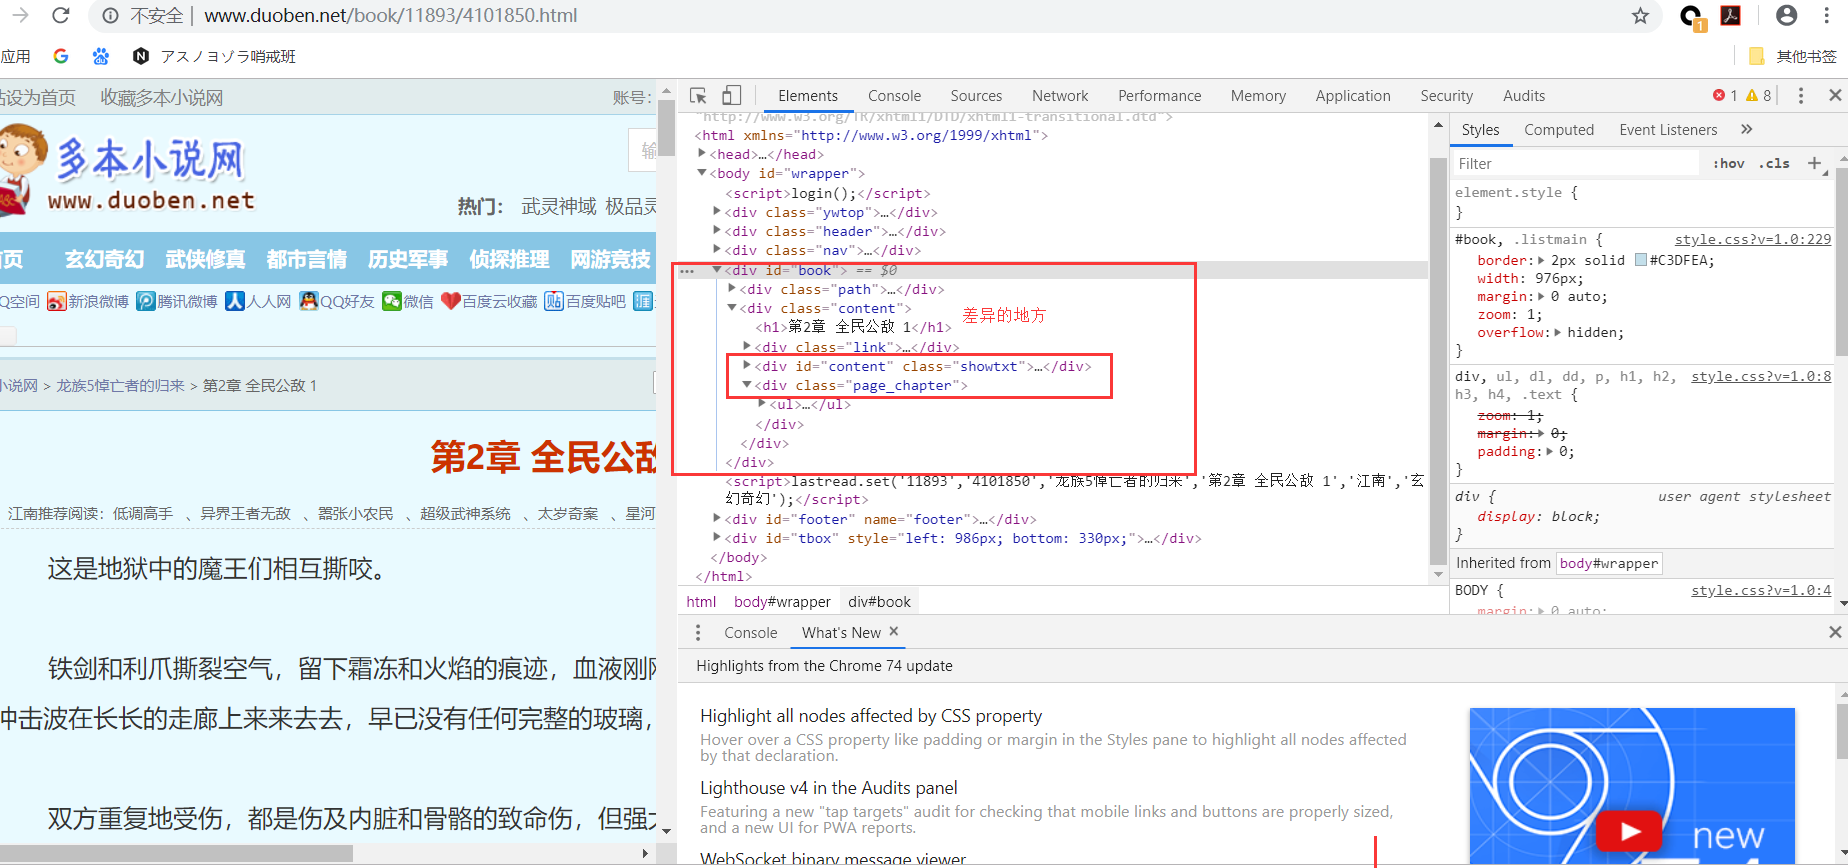 不安全 | www.duoben.net/book/11893/4101850.html
1
应用
アスノヨゾラ哨戒班
其他书签
站设为首页 收藏多本小说网 账号：
多本小说网
www.duoben.net
输
热门： 武灵神域 极品灵
首页 玄幻奇幻 武侠修真 都市言情 历史军事 侦探推理 网游竞技
QQ空间 新浪微博 腾讯微博 人人网 QQ好友 微信 百度云收藏 百度贴吧
小说网 > 龙族5悼亡者的归来 > 第2章 全民公敌 1
第2章 全民公敌
江南推荐阅读：低调高手 、异界王者无敌 、嚣张小农民 、超级武神系统 、太岁奇案 、星河
这是地狱中的魔王们相互撕咬。
铁剑和利爪撕裂空气，留下霜冻和火焰的痕迹，血液刚刚
冲击波在长长的走廊上来来去去，早已没有任何完整的玻璃，
双方重复地受伤，都是伤及内脏和骨骼的致命伤，但强大
Elements Console Sources Network Performance Memory Application Security Audits 1 8
"http://www.w3.org/TR/xhtml1/DTD/xhtml1-transitional.dtd">
<html xmlns="http://www.w3.org/1999/xhtml">
<head>…</head>
<body id="wrapper">
<script>login();</script>
<div class="ywtop">…</div>
<div class="header">…</div>
<div class="nav">…</div>
<div id="book"> == $0
<div class="path">…</div>
<div class="content">
差异的地方
<h1>第2章 全民公敌 1</h1>
<div class="link">…</div>
<div id="content" class="showtxt">…</div>
<div class="page_chapter">
<ul>…</ul>
</div>
</div>
</div>
<script>lastread.set('11893','4101850','龙族5悼亡者的归来','第2章 全民公敌 1','江南','玄
幻奇幻');</script>
<div id="footer" name="footer">…</div>
<div id="tbox" style="left: 986px; bottom: 330px;">…</div>
</body>
</html>
html body#wrapper div#book
Styles Computed Event Listeners »
Filter :hov .cls +
element.style {
}
#book, .listmain { style.css?v=1.0:229
border: 2px solid #C3DFEA;
width: 976px;
margin: 0 auto;
zoom: 1;
overflow: hidden;
}
div, ul, dl, dd, p, h1, h2, style.css?v=1.0:8
h3, h4, .text {
zoom: 1;
margin: 0;
padding: 0;
}
div { user agent stylesheet
display: block;
}
Inherited from body#wrapper
BODY { style.css?v=1.0:4
margin: 0 auto;
Console What's New ×
Highlights from the Chrome 74 update
Highlight all nodes affected by CSS property
Hover over a CSS property like padding or margin in the Styles pane to highlight all nodes affected
by that declaration.
Lighthouse v4 in the Audits panel
Featuring a new "tap targets" audit for checking that mobile links and buttons are properly sized,
and a new UI for PWA reports.
WebSocket binary message viewer
new